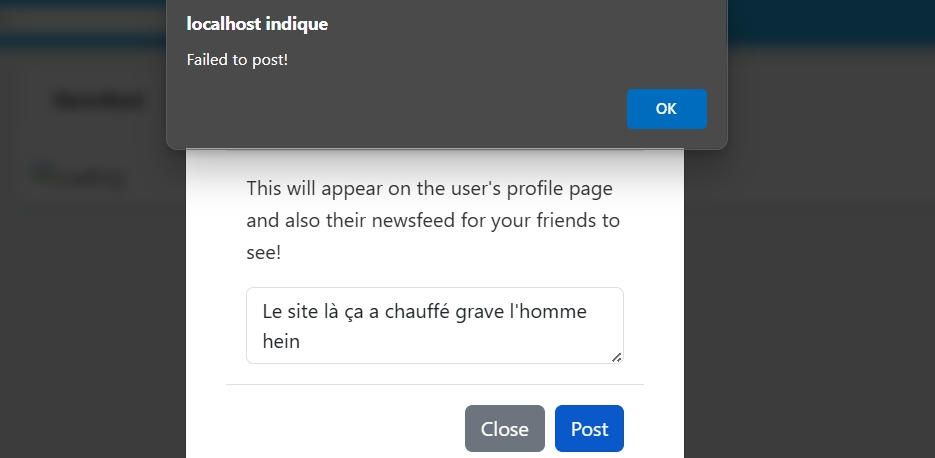 localhost indique
Failed to post!
OK
This will appear on the user's profile page
and also their newsfeed for your friends to
see!
Le site là ça a chauffé grave l'homme
hein
Close
Post